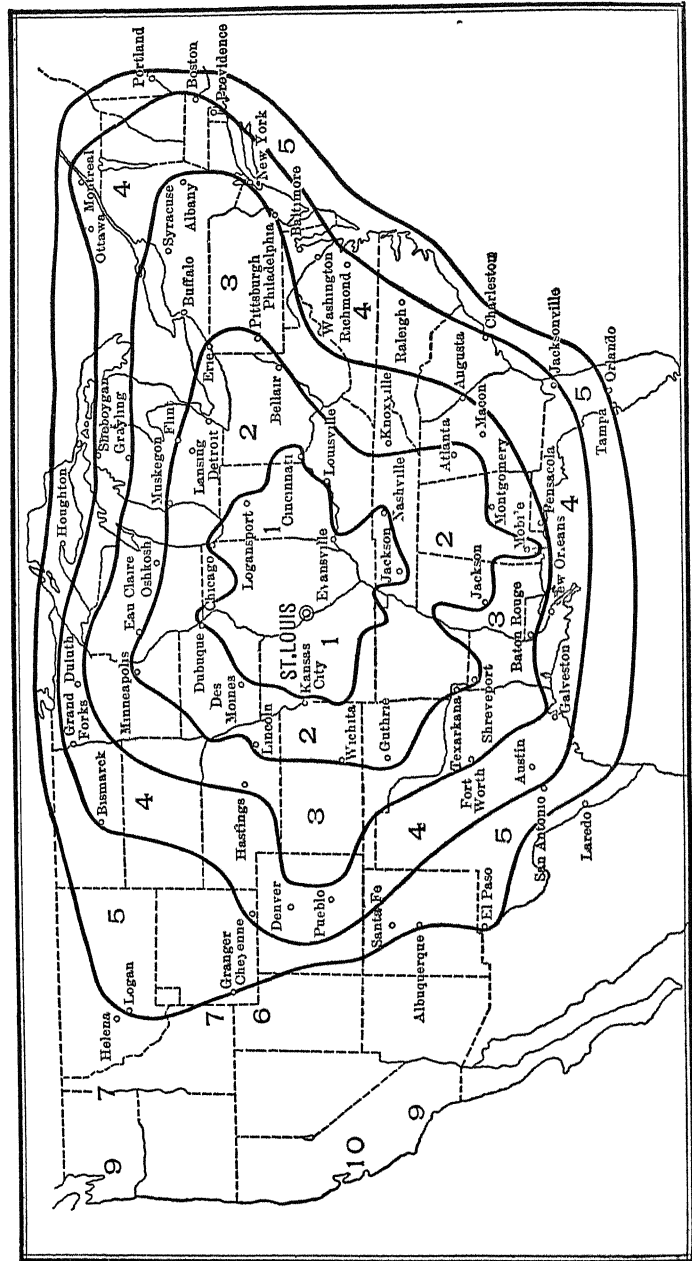 Portland
Boston
Providence
5
New York
Montreal
4
Ottawa
Syracuse
Albany
Buffalo
3
Pittsburgh
Philadelphia
Baltimore
Washington
Richmond
4
Raleigh
Charleston
Erie
Bellair
Augusta
Macon
Jacksonville
5
Orlando
Tampa
Sheboygan
Grayling
Flint
Lansing
Detroit
2
Louisville
Knoxville
Atlanta
Houghton
Muskegon
Cincinnati
1
Logansport
Nashville
Montgomery
Pensacola
4
Mobile
2
Eau Claire
Oshkosh
Chicago
Evansville
Jackson
Jackson
New Orleans
Baton Rouge
3
Duluth
Grand
Forks
Minneapolis
Dubuque
Des
Moines
ST. LOUIS
1
Kansas
City
Lincoln
2
Wichita
Guthrie
Texarkana
Shreveport
Galveston
Bismarck
4
Hastings
3
4
Fort
Worth
Austin
5
San Antonio
Laredo
5
Denver
Pueblo
Santa Fe
El Paso
Logan
Helena
Granger
Cheyenne
7
6
Albuquerque
7
9
10
9